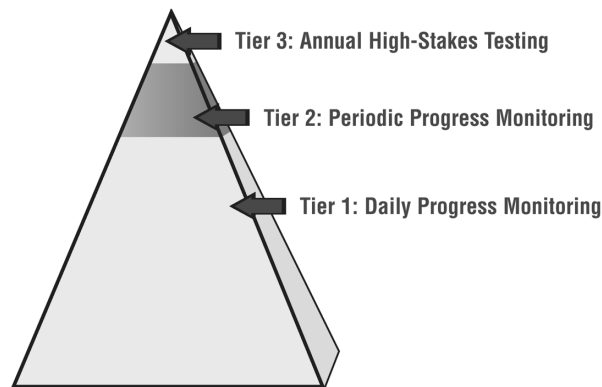 Tier 3: Annual High-Stakes Testing
Tier 2: Periodic Progress Monitoring
Tier 1: Daily Progress Monitoring